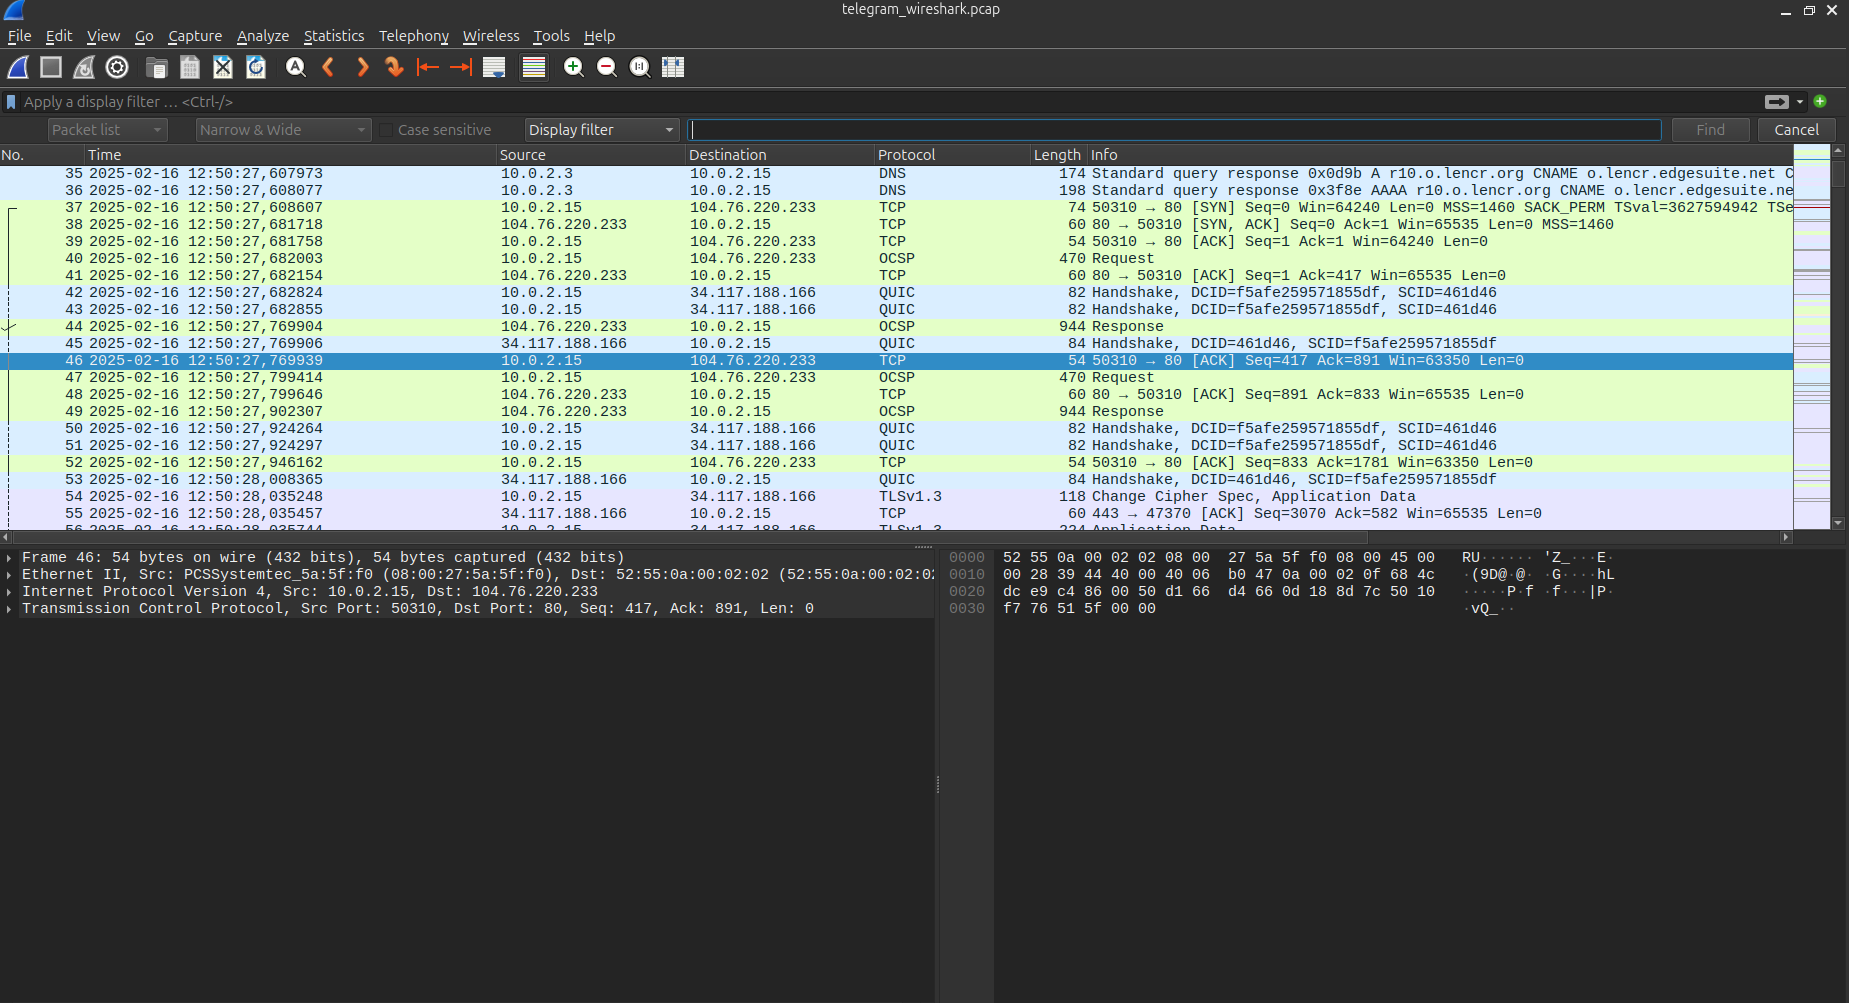 telegram_wireshark.pcap
File Edit View Go Capture Analyze Statistics Telephony Wireless Tools Help
Apply a display filter … <Ctrl-/>
Packet list Narrow & Wide Case sensitive Display filter Find Cancel
No. Time Source Destination Protocol Length Info
35 2025-02-16 12:50:27,607973 10.0.2.3 10.0.2.15 DNS 174 Standard query response 0x0d9b A r10.o.lencr.org CNAME o.lencr.edgesuite.net C
36 2025-02-16 12:50:27,608077 10.0.2.3 10.0.2.15 DNS 198 Standard query response 0x3f8e AAAA r10.o.lencr.org CNAME o.lencr.edgesuite.ne
37 2025-02-16 12:50:27,608607 10.0.2.15 104.76.220.233 TCP 74 50310 → 80 [SYN] Seq=0 Win=64240 Len=0 MSS=1460 SACK_PERM TSval=3627594942 TSe
38 2025-02-16 12:50:27,681718 104.76.220.233 10.0.2.15 TCP 60 80 → 50310 [SYN, ACK] Seq=0 Ack=1 Win=65535 Len=0 MSS=1460
39 2025-02-16 12:50:27,681758 10.0.2.15 104.76.220.233 TCP 54 50310 → 80 [ACK] Seq=1 Ack=1 Win=64240 Len=0
40 2025-02-16 12:50:27,682003 10.0.2.15 104.76.220.233 OCSP 470 Request
41 2025-02-16 12:50:27,682154 104.76.220.233 10.0.2.15 TCP 60 80 → 50310 [ACK] Seq=1 Ack=417 Win=65535 Len=0
42 2025-02-16 12:50:27,682824 10.0.2.15 34.117.188.166 QUIC 82 Handshake, DCID=f5afe259571855df, SCID=461d46
43 2025-02-16 12:50:27,682855 10.0.2.15 34.117.188.166 QUIC 82 Handshake, DCID=f5afe259571855df, SCID=461d46
44 2025-02-16 12:50:27,769904 104.76.220.233 10.0.2.15 OCSP 944 Response
45 2025-02-16 12:50:27,769906 34.117.188.166 10.0.2.15 QUIC 84 Handshake, DCID=461d46, SCID=f5afe259571855df
46 2025-02-16 12:50:27,769939 10.0.2.15 104.76.220.233 TCP 54 50310 → 80 [ACK] Seq=417 Ack=891 Win=63350 Len=0
47 2025-02-16 12:50:27,799414 10.0.2.15 104.76.220.233 OCSP 470 Request
48 2025-02-16 12:50:27,799646 104.76.220.233 10.0.2.15 TCP 60 80 → 50310 [ACK] Seq=891 Ack=833 Win=65535 Len=0
49 2025-02-16 12:50:27,902307 104.76.220.233 10.0.2.15 OCSP 944 Response
50 2025-02-16 12:50:27,924264 10.0.2.15 34.117.188.166 QUIC 82 Handshake, DCID=f5afe259571855df, SCID=461d46
51 2025-02-16 12:50:27,924297 10.0.2.15 34.117.188.166 QUIC 82 Handshake, DCID=f5afe259571855df, SCID=461d46
52 2025-02-16 12:50:27,946162 10.0.2.15 104.76.220.233 TCP 54 50310 → 80 [ACK] Seq=833 Ack=1781 Win=63350 Len=0
53 2025-02-16 12:50:28,008365 34.117.188.166 10.0.2.15 QUIC 84 Handshake, DCID=461d46, SCID=f5afe259571855df
54 2025-02-16 12:50:28,035248 10.0.2.15 34.117.188.166 TLSv1.3 118 Change Cipher Spec, Application Data
55 2025-02-16 12:50:28,035457 34.117.188.166 10.0.2.15 TCP 60 443 → 47370 [ACK] Seq=3070 Ack=582 Win=65535 Len=0
56 2025-02-16 12:50:28,035744 10.0.2.15 34.117.188.166 TLSv1.3 224 Application Data
Frame 46: 54 bytes on wire (432 bits), 54 bytes captured (432 bits)
Ethernet II, Src: PCSSystemtec_5a:5f:f0 (08:00:27:5a:5f:f0), Dst: 52:55:0a:00:02:02 (52:55:0a:00:02:02
Internet Protocol Version 4, Src: 10.0.2.15, Dst: 104.76.220.233
Transmission Control Protocol, Src Port: 50310, Dst Port: 80, Seq: 417, Ack: 891, Len: 0
0000 52 55 0a 00 02 02 08 00 27 5a 5f f0 08 00 45 00 RU······ 'Z_···E·
0010 00 28 39 44 40 00 40 06 b0 47 0a 00 02 0f 68 4c ·(9D@·@· ·G····hL
0020 dc e9 c4 86 00 50 d1 66 d4 66 0d 18 8d 7c 50 10 ·····P·f ·f···|P·
0030 f7 76 51 5f 00 00 ·vQ_··